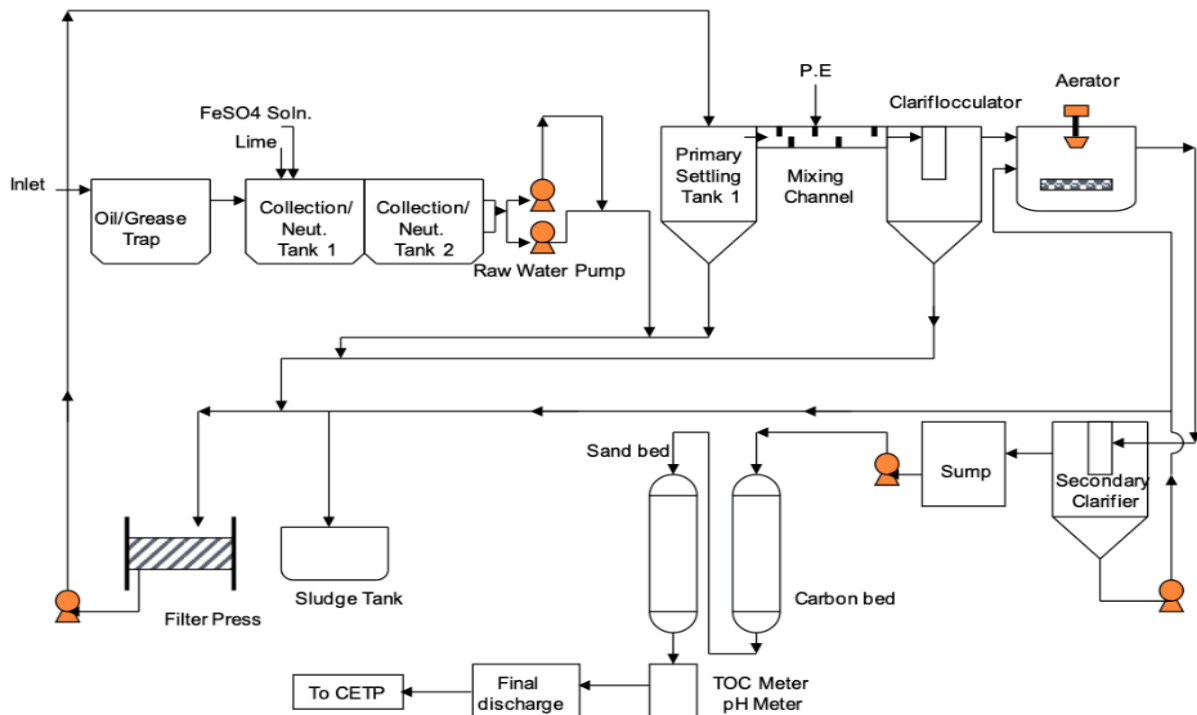 P.E
Aerator
Clariflocculator
FeSO4 Soln.
Lime
Inlet
Oil/Grease
Trap
Collection/
Neut.
Tank 1
Collection/
Neut.
Tank 2
Raw Water Pump
Primary
Settling
Tank 1
Mixing
Channel
Sand bed
Sump
Secondary
Clarifier
Filter Press
Sludge Tank
Carbon bed
To CETP
Final
discharge
TOC Meter
pH Meter